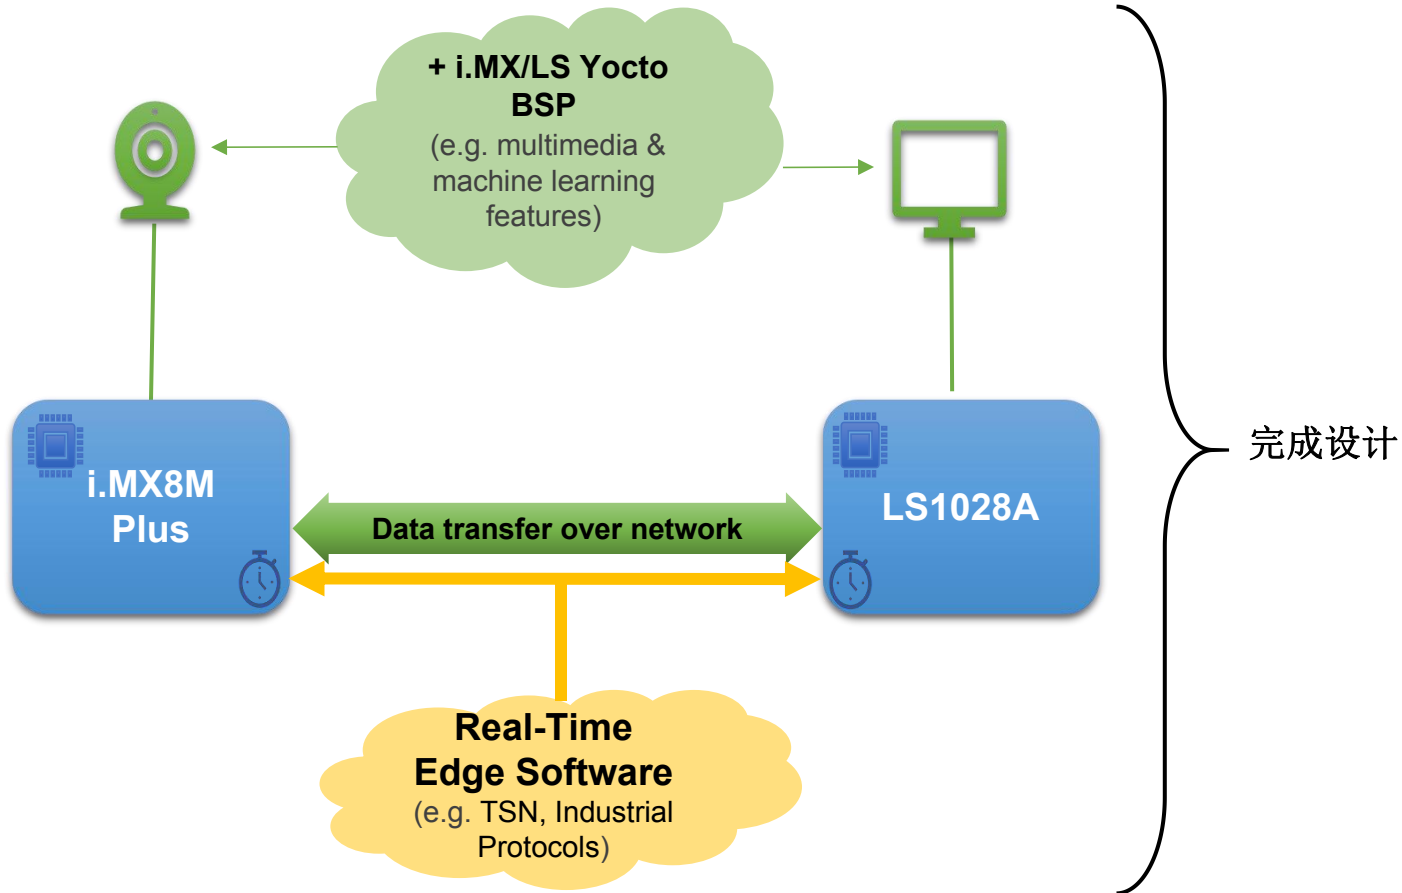 + i.MX/LS Yocto
BSP
(e.g. multimedia &
machine learning
features)
i.MX8M
Plus
Data transfer over network
LS1028A
完成设计
Real-Time
Edge Software
(e.g. TSN, Industrial
Protocols)